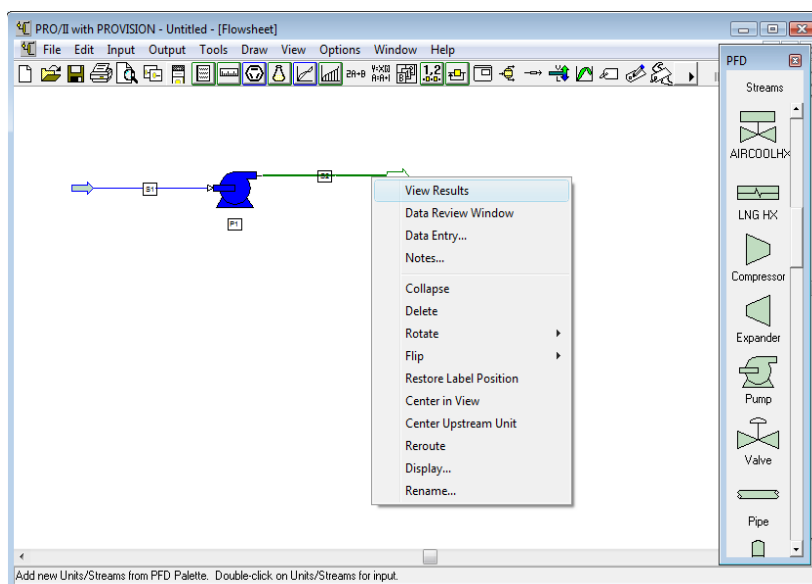 PRO/II with PROVISION - Untitled - [Flowsheet]
File Edit Input Output Tools Draw View Options Window Help
PFD
Streams
AIRCOOLHX
LNG HX
Compressor
Expander
Pump
Valve
Pipe
S1
S2
P1
View Results
Data Review Window
Data Entry...
Notes...
Collapse
Delete
Rotate
Flip
Restore Label Position
Center in View
Center Upstream Unit
Reroute
Display...
Rename...
Add new Units/Streams from PFD Palette. Double-click on Units/Streams for input.